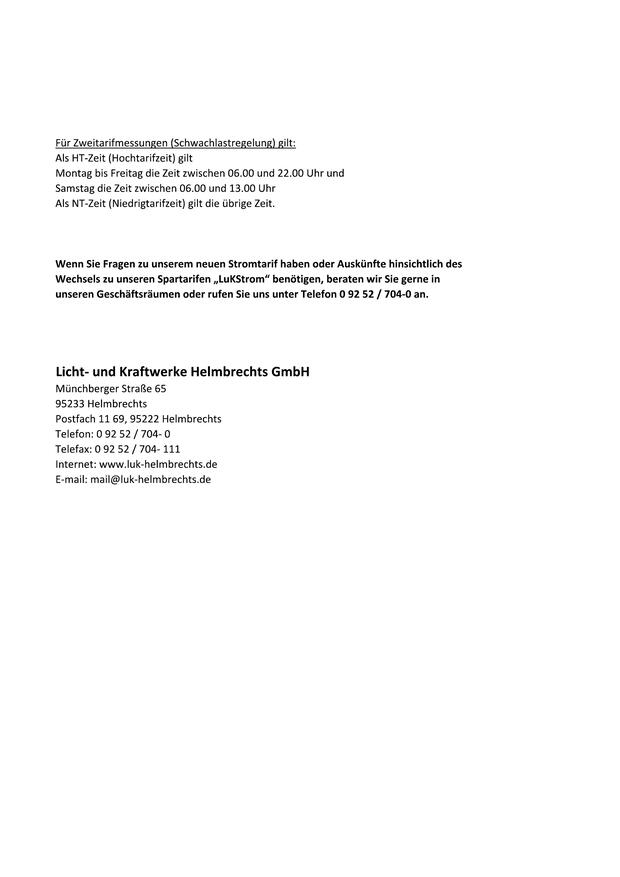 Für Zweitarifmessungen (Schwachlastregelung) gilt:
Als HT-Zeit (Hochtarifzeit) gilt
Montag bis Freitag die Zeit zwischen 06.00 und 22.00 Uhr und
Samstag die Zeit zwischen 06.00 und 13.00 Uhr
Als NT-Zeit (Niedrigtarifzeit) gilt die übrige Zeit.
Wenn Sie Fragen zu unserem neuen Stromtarif haben oder Auskünfte hinsichtlich des
Wechsels zu unseren Spartarifen „LuKStrom“ benötigen, beraten wir Sie gerne in
unseren Geschäftsräumen oder rufen Sie uns unter Telefon 0 92 52 / 704-0 an.
Licht- und Kraftwerke Helmbrechts GmbH
Münchberger Straße 65
95233 Helmbrechts
Postfach 11 69, 95222 Helmbrechts
Telefon: 0 92 52 / 704- 0
Telefax: 0 92 52 / 704- 111
Internet: www.luk-helmbrechts.de
E-mail: mail@luk-helmbrechts.de